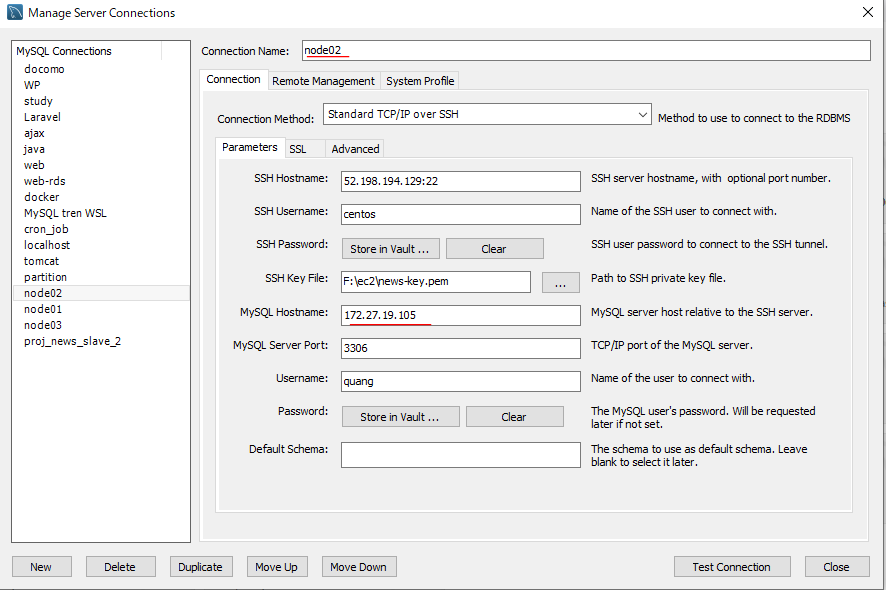 Manage Server Connections
MySQL Connections
docomo
WP
study
Laravel
ajax
java
web
web-rds
docker
MySQL tren WSL
cron_job
localhost
tomcat
partition
node02
node01
node03
proj_news_slave_2
Connection Name: node02
Connection Remote Management System Profile
Connection Method: Standard TCP/IP over SSH Method to use to connect to the RDBMS
Parameters SSL Advanced
SSH Hostname: 52.198.194.129:22 SSH server hostname, with optional port number.
SSH Username: centos Name of the SSH user to connect with.
SSH Password: Store in Vault ... Clear SSH user password to connect to the SSH tunnel.
SSH Key File: F:\ec2\news-key.pem ... Path to SSH private key file.
MySQL Hostname: 172.27.19.105 MySQL server host relative to the SSH server.
MySQL Server Port: 3306 TCP/IP port of the MySQL server.
Username: quang Name of the user to connect with.
Password: Store in Vault ... Clear The MySQL user's password. Will be requested
later if not set.
Default Schema: The schema to use as default schema. Leave
blank to select it later.
New Delete Duplicate Move Up Move Down Test Connection Close